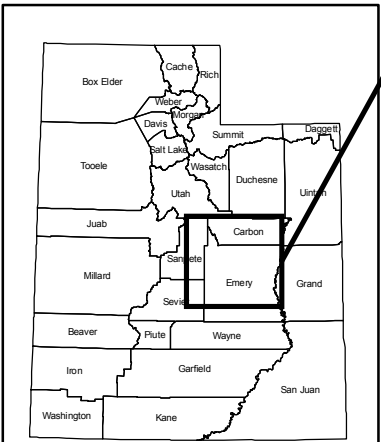 Cache
Rich
Box Elder
Weber
Morgan
Davis
Summit
Daggett
Salt Lake
Tooele
Wasatch
Duchesne
Utah
Uintah
Juab
Carbon
Sanpete
Millard
Emery
Grand
Sevier
Beaver
Piute
Wayne
Iron
Garfield
San Juan
Washington
Kane